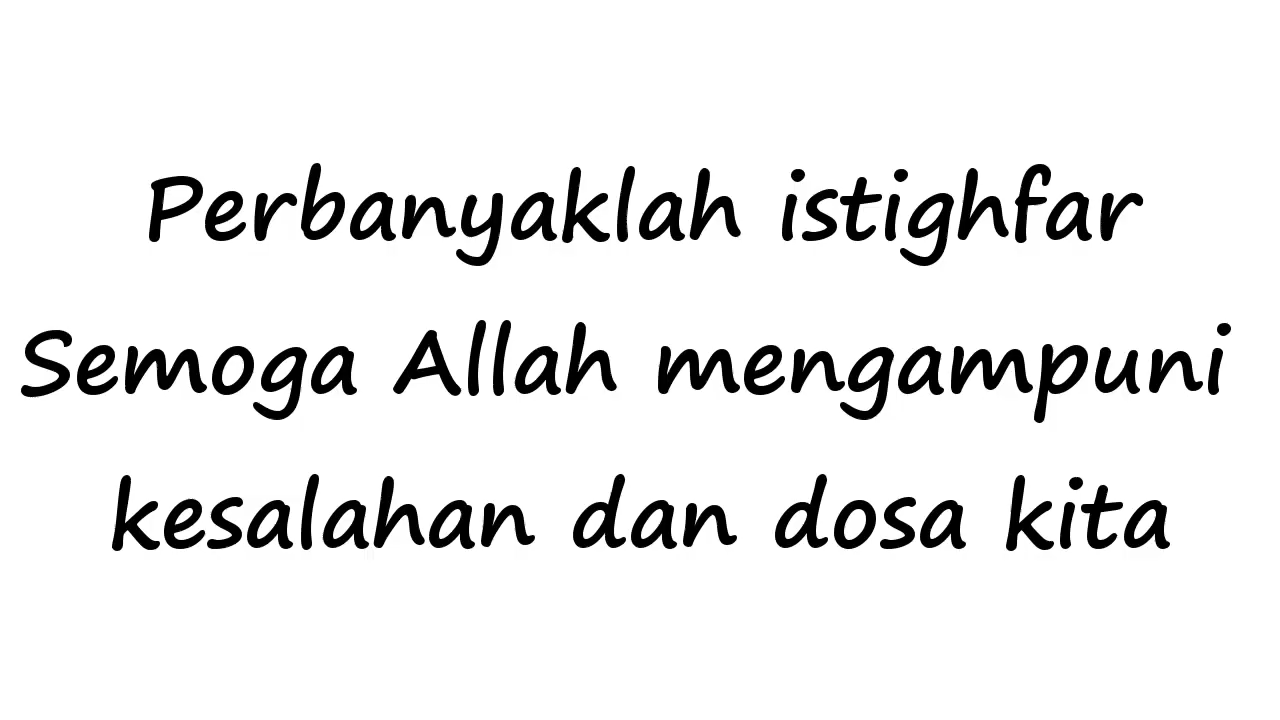 Perbanyaklah istighfar
Semoga Allah mengampuni
kesalahan dan dosa kita